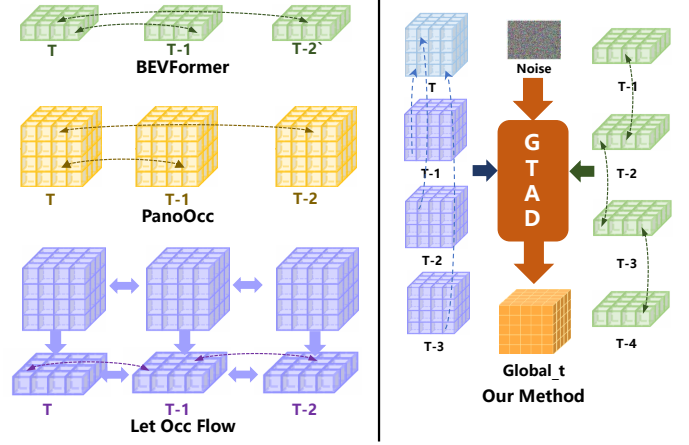 T
T-1
T-2`
BEVFormer
T
T-1
T-2
PanoOcc
T
T-1
T-2
Let Occ Flow
T
T-1
T-2
T-3
Noise
G
T
A
D
Global_t
T-1
T-2
T-3
T-4
Our Method